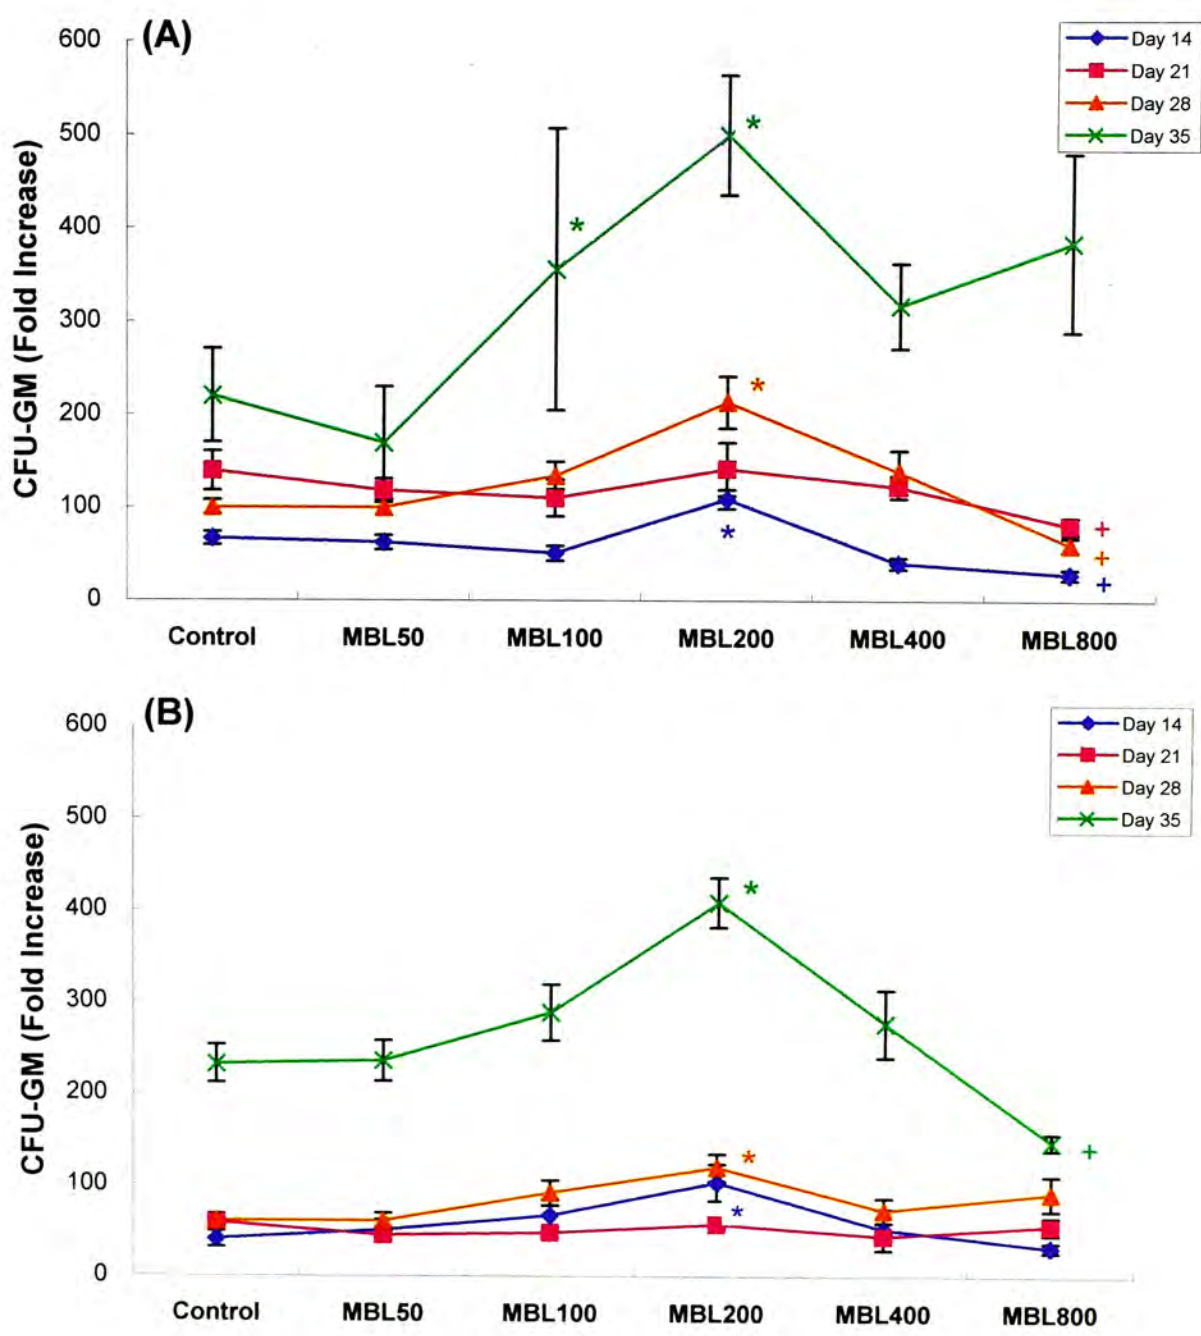 (A)
CFU-GM (Fold Increase)
600
500
400
300
200
100
0
Day 14
Day 21
Day 28
Day 35
*
*
*
*
+
+
+
Control MBL50 MBL100 MBL200 MBL400 MBL800
(B)
CFU-GM (Fold Increase)
600
500
400
300
200
100
0
Day 14
Day 21
Day 28
Day 35
*
*
*
+
Control MBL50 MBL100 MBL200 MBL400 MBL800